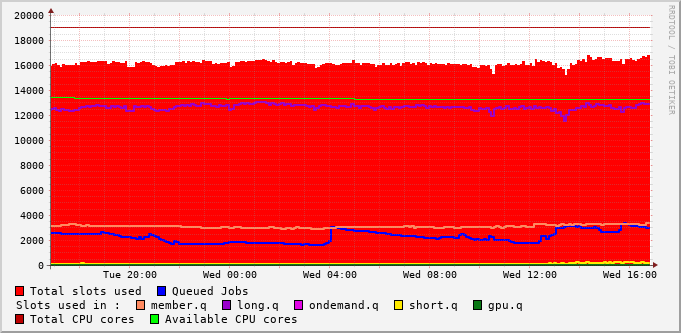 20000
18000
16000
14000
12000
10000
8000
6000
4000
2000
0
Tue 20:00 Wed 00:00 Wed 04:00 Wed 08:00 Wed 12:00 Wed 16:00
Total slots used Queued Jobs
Slots used in : member.q long.q ondemand.q short.q gpu.q
Total CPU cores Available CPU cores
RRDTOOL / TOBI OETIKER